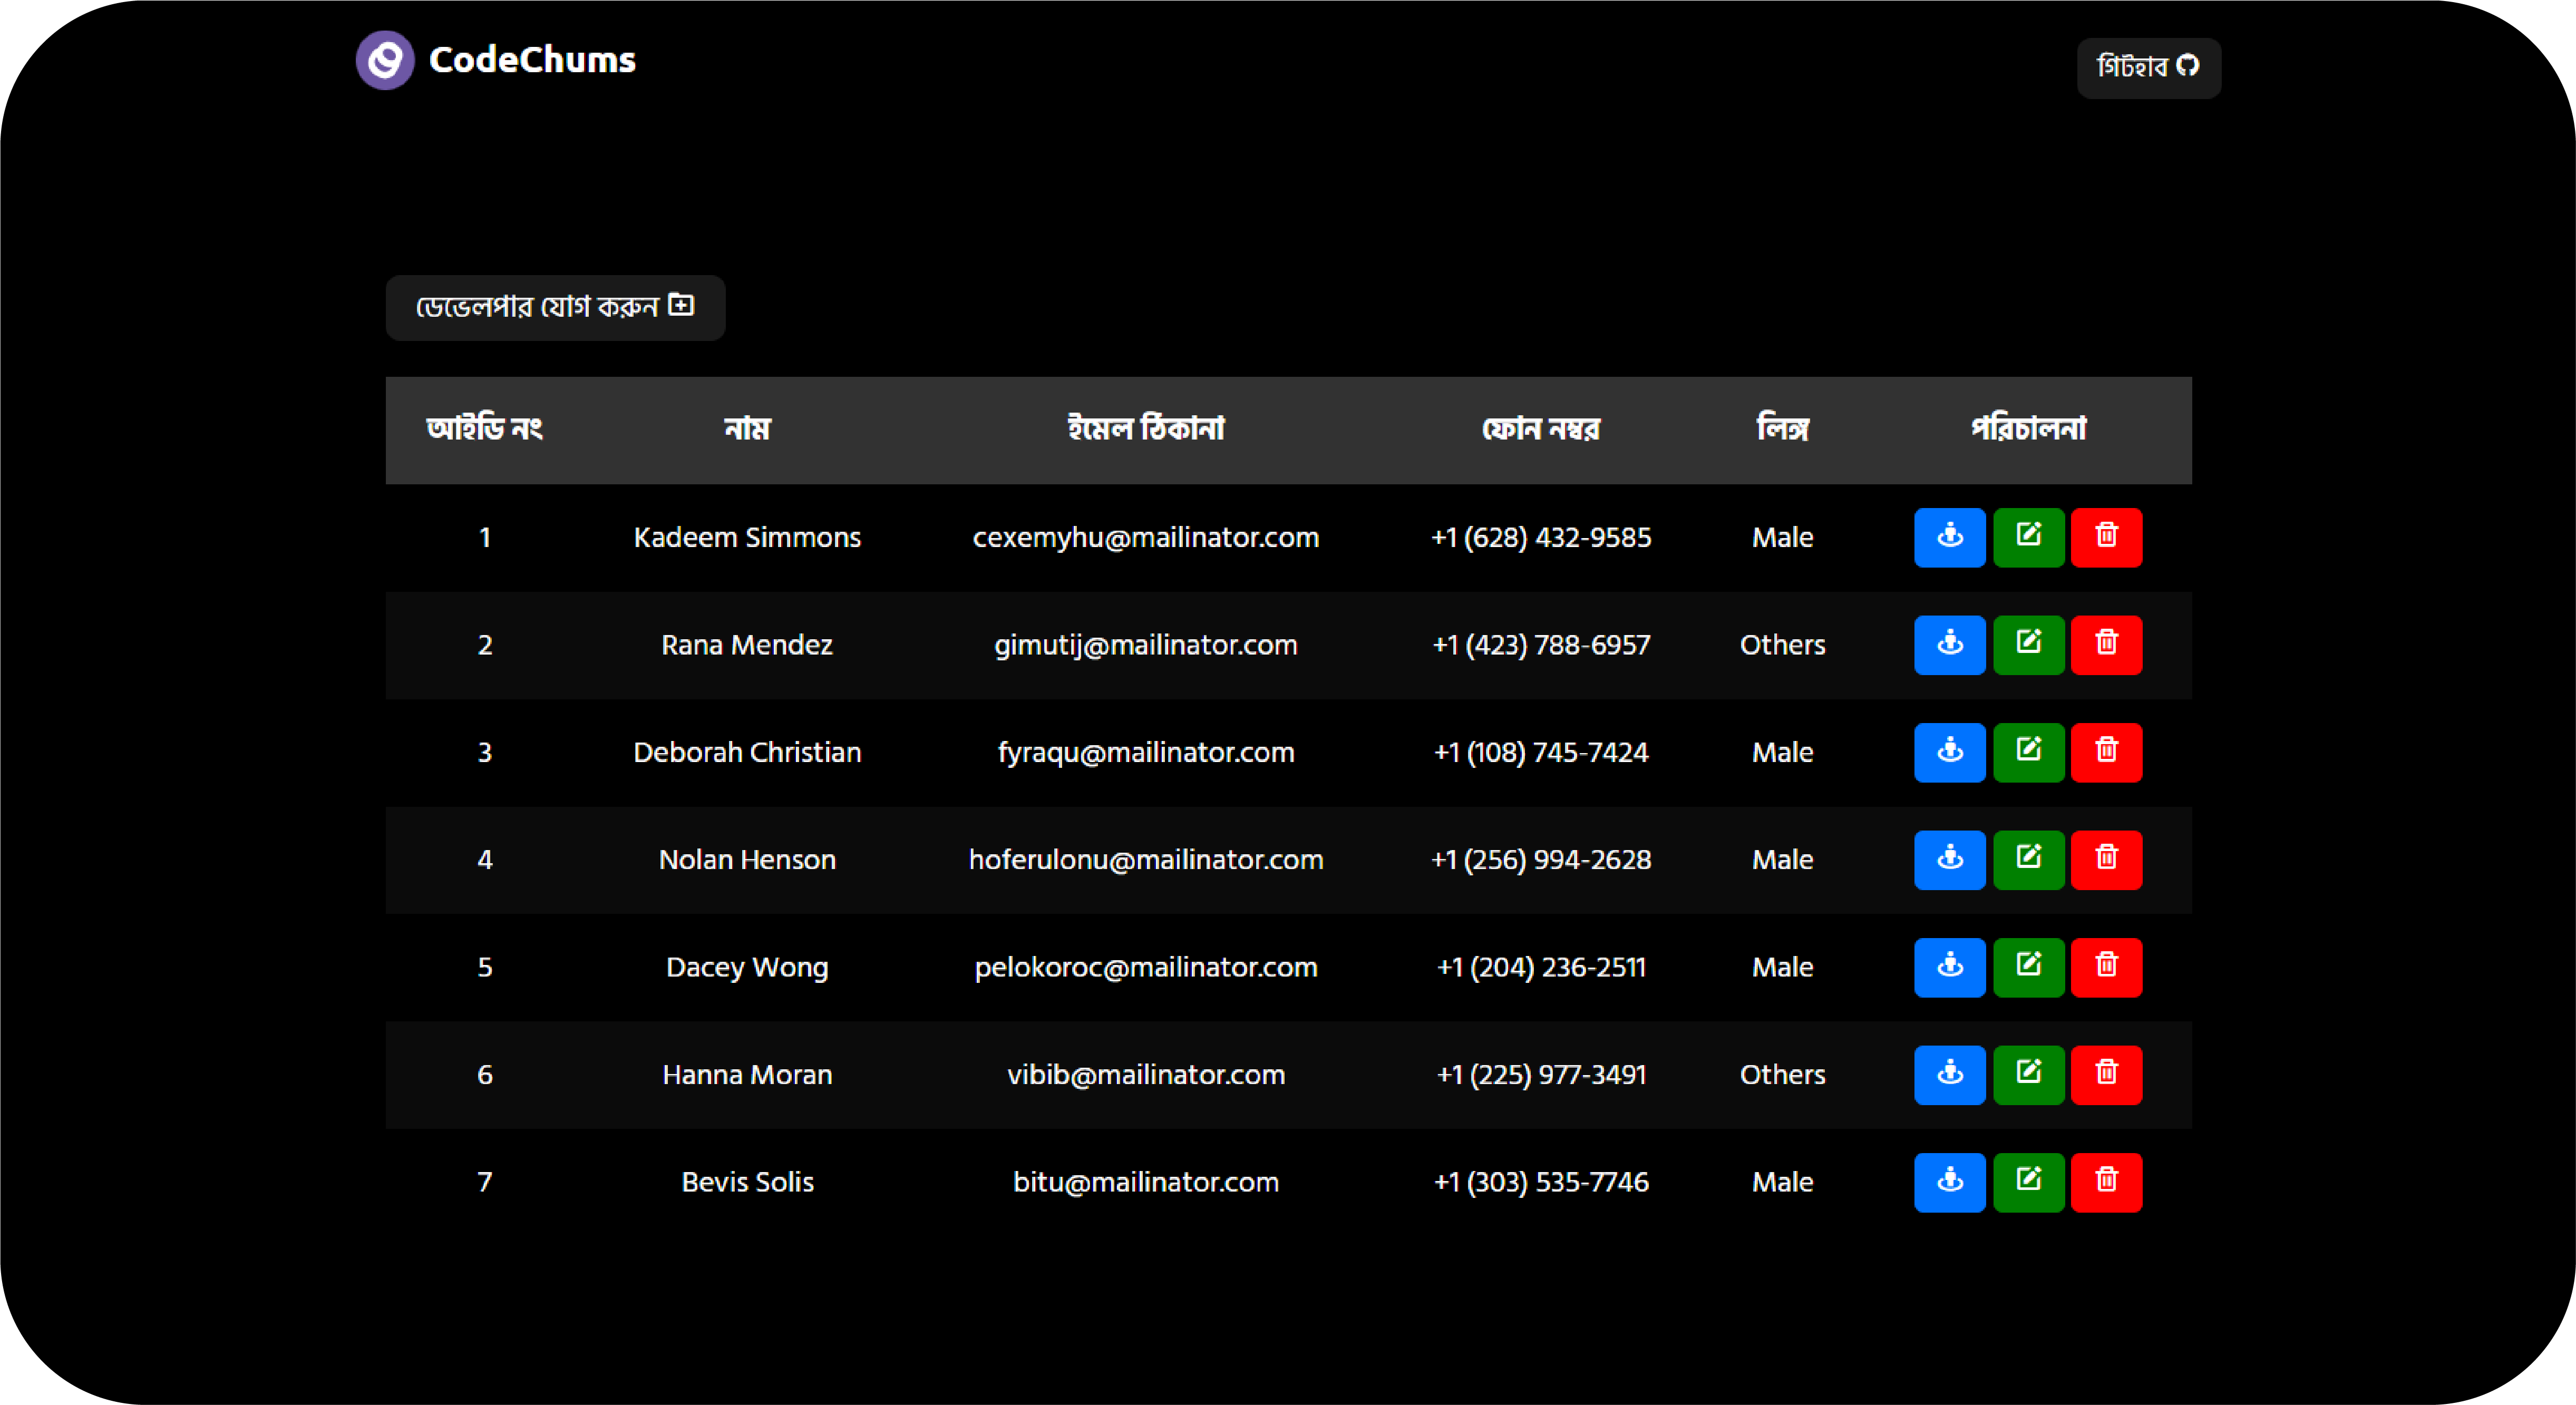 CodeChums
গিটহাব
ডেভেলপার যোগ করুন
আইডি নং নাম ইমেল ঠিকানা ফোন নম্বর লিঙ্গ পরিচালনা
1 Kadeem Simmons cexemyhu@mailinator.com +1 (628) 432-9585 Male
2 Rana Mendez gimutij@mailinator.com +1 (423) 788-6957 Others
3 Deborah Christian fyraqu@mailinator.com +1 (108) 745-7424 Male
4 Nolan Henson hoferulonu@mailinator.com +1 (256) 994-2628 Male
5 Dacey Wong pelokoroc@mailinator.com +1 (204) 236-2511 Male
6 Hanna Moran vibib@mailinator.com +1 (225) 977-3491 Others
7 Bevis Solis bitu@mailinator.com +1 (303) 535-7746 Male